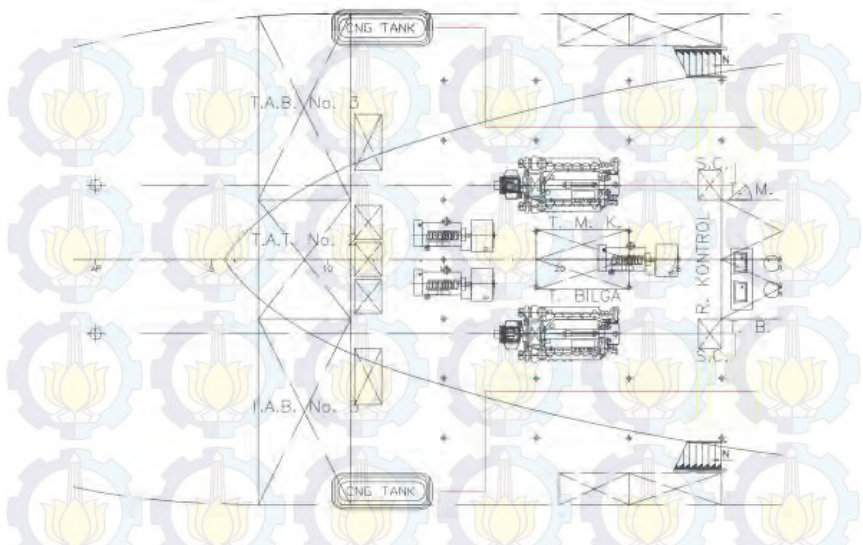 CNG TANK
N
T.A.B. No. 3
S.C.
T. M.
T. M. K.
T.A.T. No. 2
R. KONTROL
AP
5
10
20
T. BILGA
T. B.
S.C.
T.A.B. No. 3
N
CNG TANK